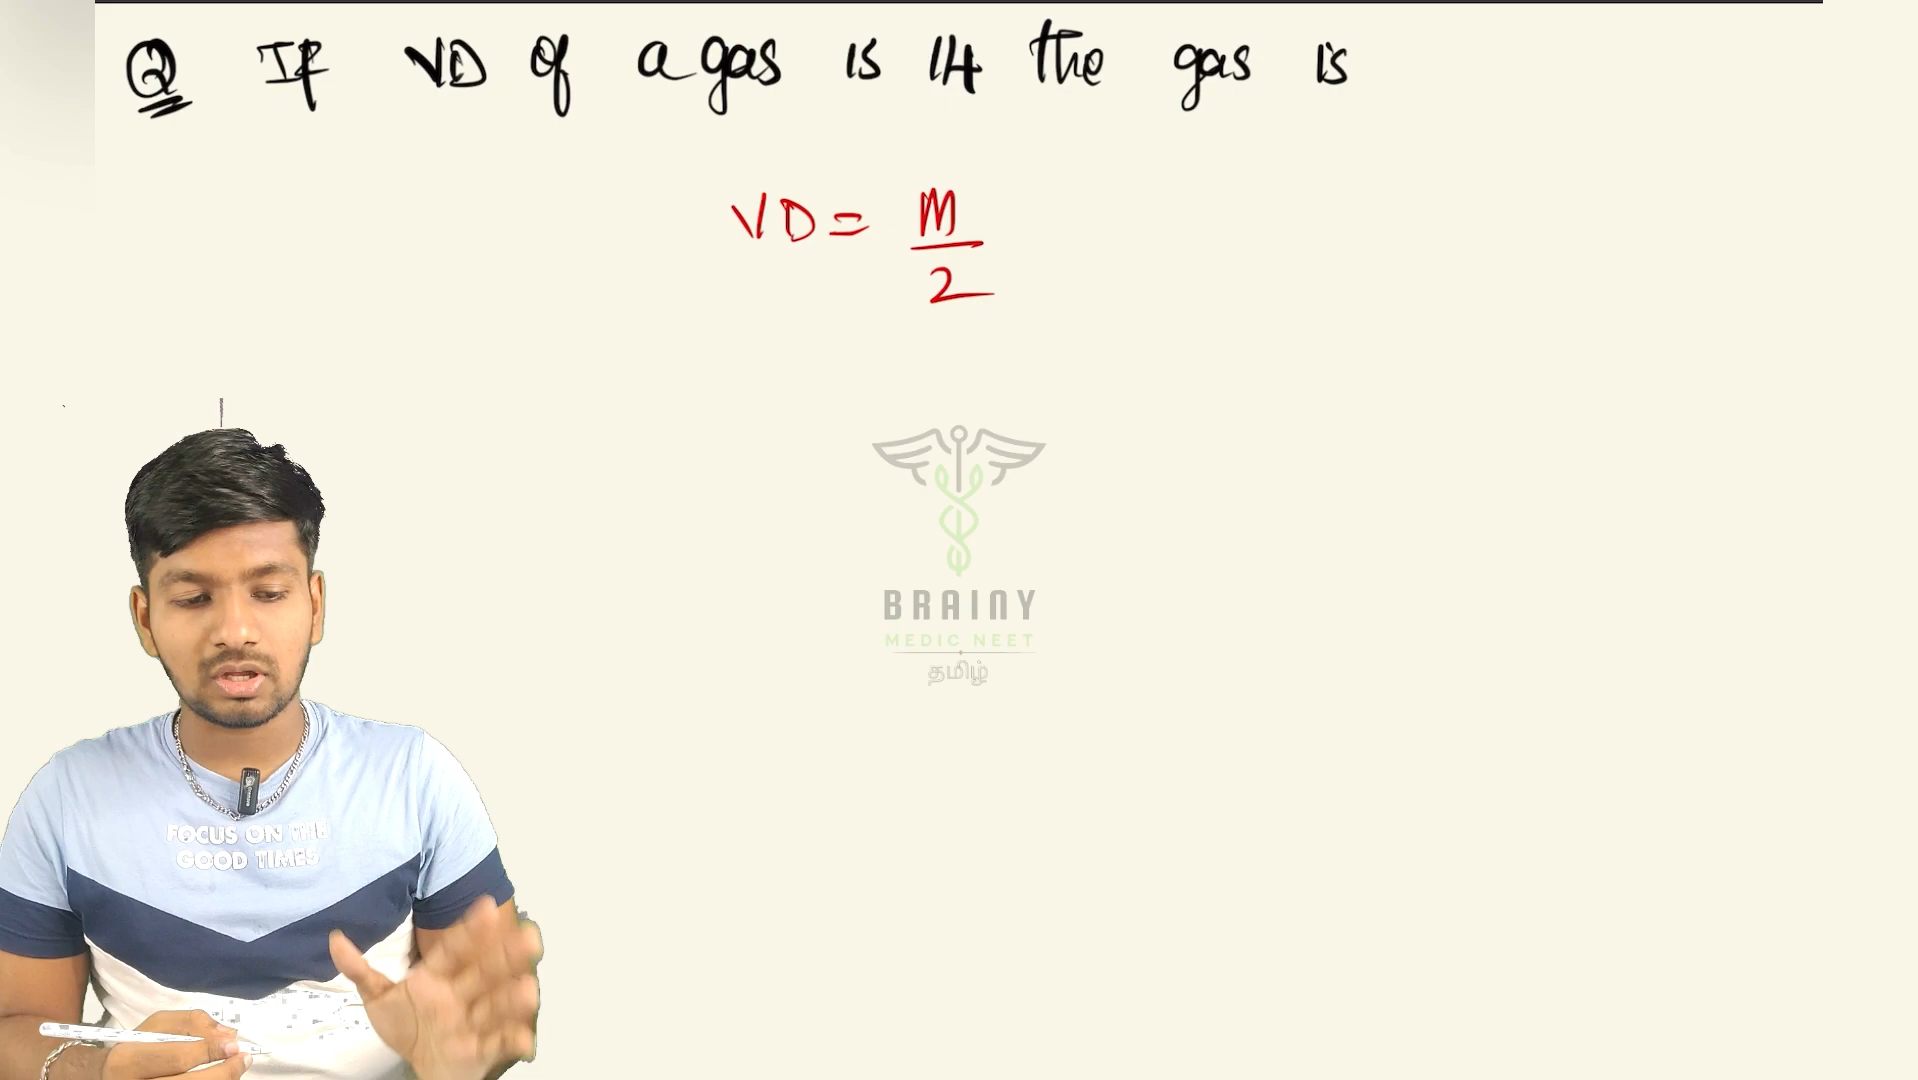 Q If VD of a gas is 14 the gas is
VD = M
2
BRAINY
MEDIC NEET
தமிழ்
FOCUS ON THE
GOOD TIMES